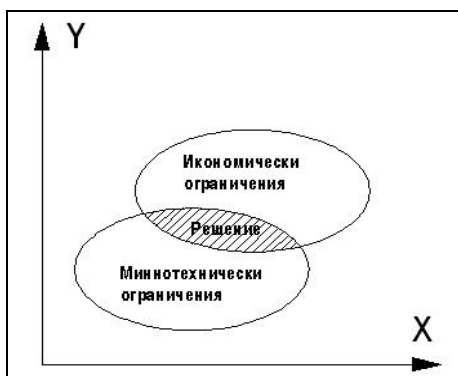 Y
Икономически
ограничения
Решение
Миннотехнически
ограничения
X